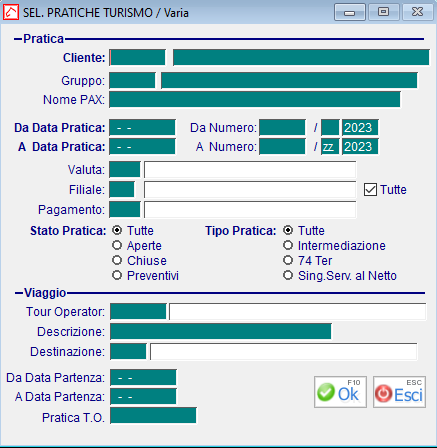 SEL. PRATICHE TURISMO / Varia
Pratica
Cliente:
Gruppo:
Nome PAX:
Da Data Pratica: - - Da Numero: / 2023
A Data Pratica: - - A Numero: / zz 2023
Valuta:
Filiale: Tutte
Pagamento:
Stato Pratica: Tutte Tipo Pratica: Tutte
Aperte Intermediazione
Chiuse 74 Ter
Preventivi Sing.Serv. al Netto
Viaggio
Tour Operator:
Descrizione:
Destinazione:
Da Data Partenza: - -
A Data Partenza: - -
Pratica T.O.
F10 Ok ESC Esci